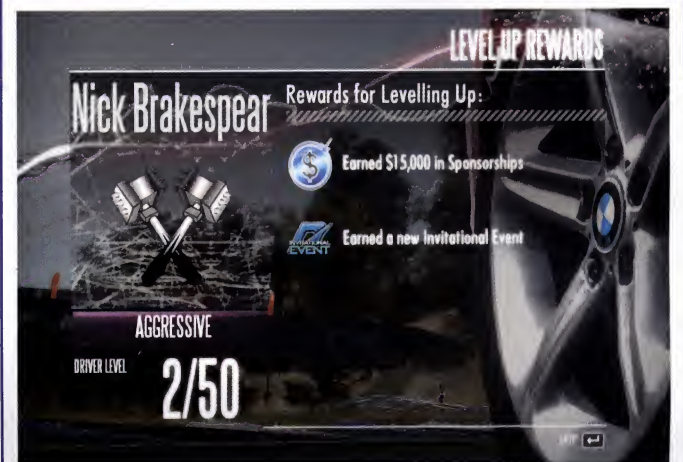 LEVEL UP REWARDS
Nick Brakespear
Rewards for Levelling Up:
Earned $15,000 in Sponsorships
INVITATIONAL
EVENT
Earned a new Invitational Event
AGGRESSIVE
DRIVER LEVEL
2/50
SKIP